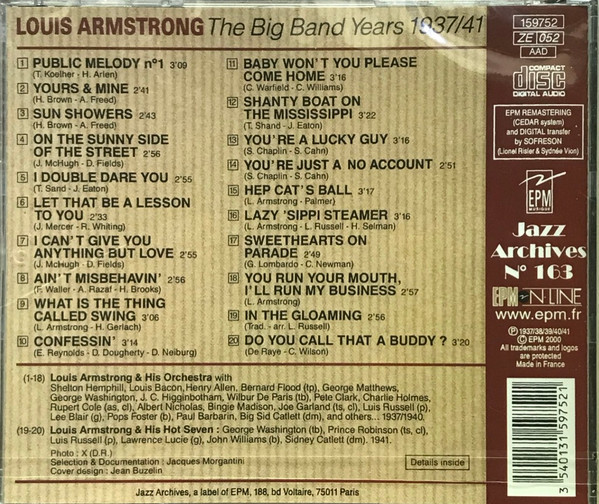 LOUIS ARMSTRONG The Big Band Years 1937/41
1 PUBLIC MELODY nº1 3'09
(T. Koelher - H. Arlen)
2 YOURS & MINE 2'41
(H. Brown - A. Freed)
3 SUN SHOWERS 2'43
(H. Brown - A. Freed)
4 ON THE SUNNY SIDE
OF THE STREET 2'56
(J. McHugh - D. Fields)
5 I DOUBLE DARE YOU 2'55
(T. Sand - J. Eaton)
6 LET THAT BE A LESSON
TO YOU 2'33
(J. Mercer - R. Whiting)
7 I CAN'T GIVE YOU
ANYTHING BUT LOVE 2'55
(J. McHugh - D. Fields)
8 AIN'T MISBEHAVIN' 2'56
(F. Waller - A. Razaf - H. Brooks)
9 WHAT IS THE THING
CALLED SWING 3'06
(L. Armstrong - H. Gerlach)
10 CONFESSIN' 3'14
(E. Reynolds - D. Dougherty - D. Neiburg)
11 BABY WON'T YOU PLEASE
COME HOME 3'16
(C. Warfield - C. Williams)
12 SHANTY BOAT ON
THE MISSISSIPPI 3'22
(T. Shand - J. Eaton)
13 YOU'RE A LUCKY GUY 3'16
(S. Chaplin - S. Cahn)
14 YOU'RE JUST A NO ACCOUNT 2'51
(S. Chaplin - S. Cahn)
15 HEP CAT'S BALL 3'17
(L. Armstrong - Palmer)
16 LAZY 'SIPPI STEAMER 3'16
(L. Armstrong - L. Russell - H. Selman)
17 SWEETHEARTS ON
PARADE 2'49
(G. Lombardo - C. Newman)
18 YOU RUN YOUR MOUTH,
I'LL RUN MY BUSINESS 2'57
(L. Armstrong)
19 IN THE GLOAMING 2'56
(Trad. - arr L. Russell)
20 DO YOU CALL THAT A BUDDY ? 3'20
(De Raye - C. Wilson)
(1-18) Louis Armstrong & His Orchestra with
Shelton Hemphill, Louis Bacon, Henry Allen, Bernard Flood (tp), George Matthews,
George Washington, J. C. Higginbotham, Wilbur De Paris (tb), Pete Clark, Charlie Holmes,
Rupert Cole (as, cl), Albert Nicholas, Bingie Madison, Joe Garland (ts, cl), Luis Russell (p),
Lee Blair (g), Pops Foster (b), Paul Barbarin, Big Sid Catlett (dm), and others... 1937/1940.
(19-20) Louis Armstrong & His Hot Seven : George Washington (tb), Prince Robinson (ts, cl),
Luis Russell (p), Lawrence Lucie (g), John Williams (b), Sidney Catlett (dm). 1941.
Photo : X (D.R.)
Selection & Documentation : Jacques Morgantini
Cover design : Jean Buzelin
Details inside
Jazz Archives, a label of EPM, 188, bd Voltaire, 75011 Paris
159752
ZE 052
AAD
COMPACT
disc
DIGITAL AUDIO
EPM REMASTERING
(CEDAR system)
and DIGITAL transfer
by SOFRESON
(Lionel Risler & Sydnée Vion)
EPM
MUSIQUE
Jazz
Archives
Nº 163
EPM ON LINE
www.epm.fr
℗ 1937/38/39/40/41
© EPM 2000
All trademarks and logos
are protected
Made in France
3 540131 597521